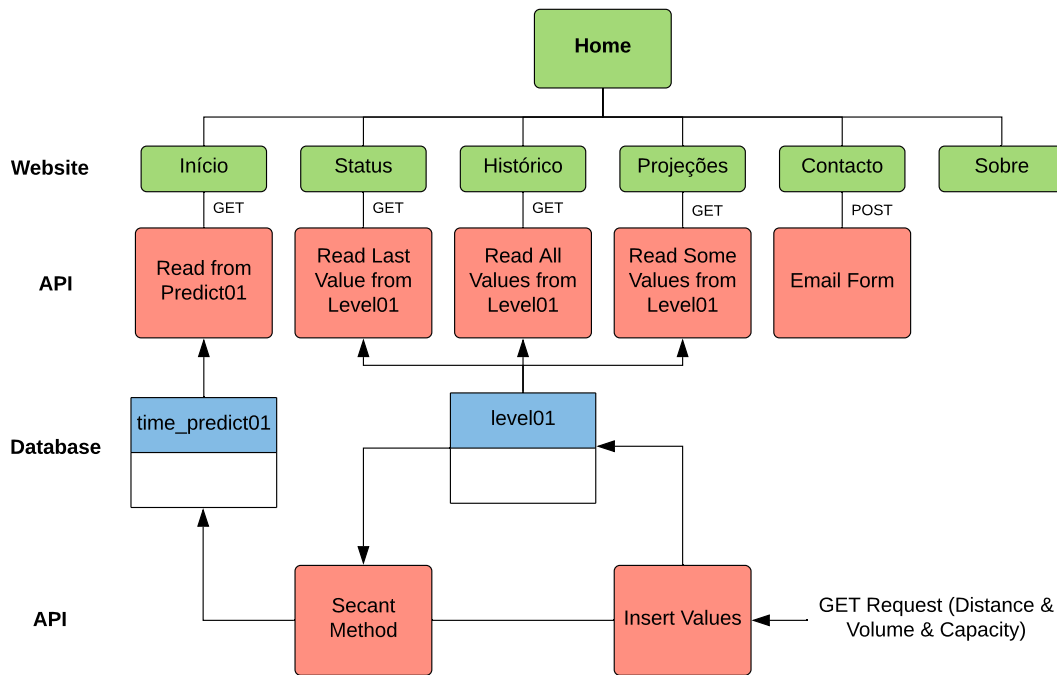 Home
Website
Início
Status
Histórico
Projeções
Contacto
Sobre
GET
GET
GET
GET
POST
API
Read from
Predict01
Read Last
Value from
Level01
Read All
Values from
Level01
Read Some
Values from
Level01
Email Form
Database
time_predict01
level01
API
Secant
Method
Insert Values
GET Request (Distance &
Volume & Capacity)